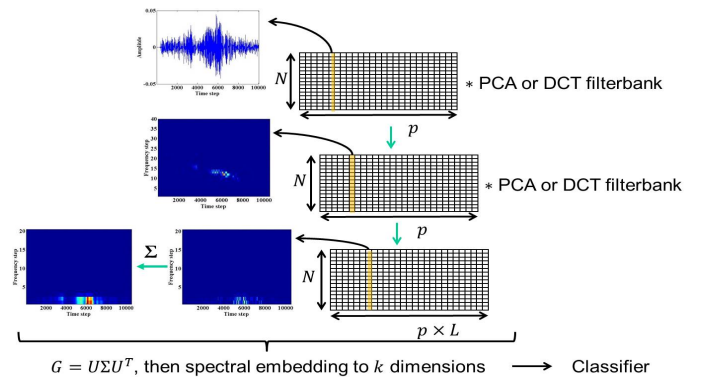 0.05
0
-0.05
Amplitude
2000 4000 6000 8000 10000
Time step
N
p
* PCA or DCT filterbank
40
35
30
25
20
15
10
5
Frequency step
2000 4000 6000 8000 10000
Time step
N
p
* PCA or DCT filterbank
20
15
10
5
Frequency step
2000 4000 6000 8000 10000
Time step
Σ
20
15
10
5
Frequency step
2000 4000 6000 8000 10000
Time step
N
p × L
G = UΣU^T, then spectral embedding to k dimensions → Classifier